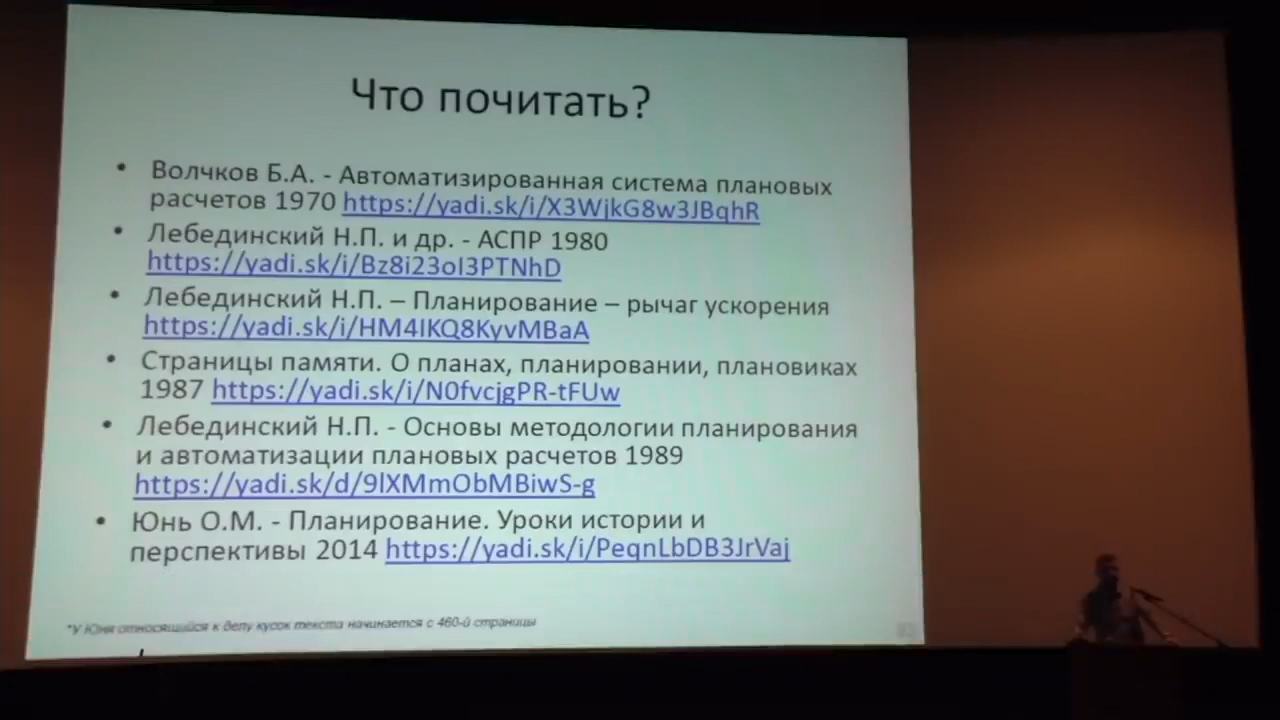 Что почитать?
• Волчков Б.А. - Автоматизированная система плановых
расчетов 1970 https://yadi.sk/i/X3WjkG8w3JBqhR
• Лебединский Н.П. и др. - АСПР 1980
https://yadi.sk/i/Bz8i23oI3PTNhD
• Лебединский Н.П. – Планирование – рычаг ускорения
https://yadi.sk/i/HM4IKQ8KyvMBaA
• Страницы памяти. О планах, планировании, плановиках
1987 https://yadi.sk/i/N0fvcjgPR-tFUw
• Лебединский Н.П. - Основы методологии планирования
и автоматизации плановых расчетов 1989
https://yadi.sk/d/9lXMmObMBiwS-g
• Юнь О.М. - Планирование. Уроки истории и
перспективы 2014 https://yadi.sk/i/PeqnLbDB3JrVaj
*У Юня относящийся к делу кусок текста начинается с 460-й страницы